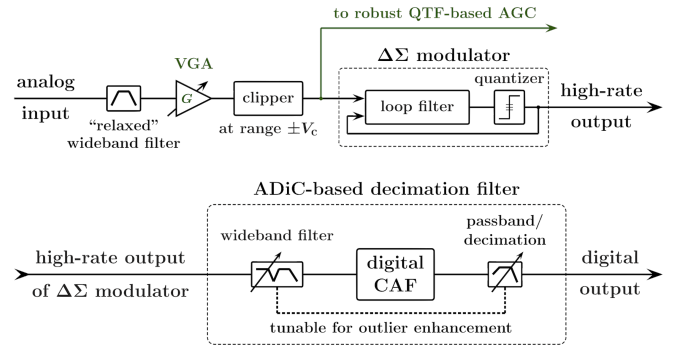 to robust QTF-based AGC
VGA
ΔΣ modulator
analog
input
G
clipper
loop filter
quantizer
high-rate
output
“relaxed”
wideband filter
at range ±Vc
ADiC-based decimation filter
high-rate output
of ΔΣ modulator
wideband filter
digital
CAF
passband/
decimation
digital
output
tunable for outlier enhancement